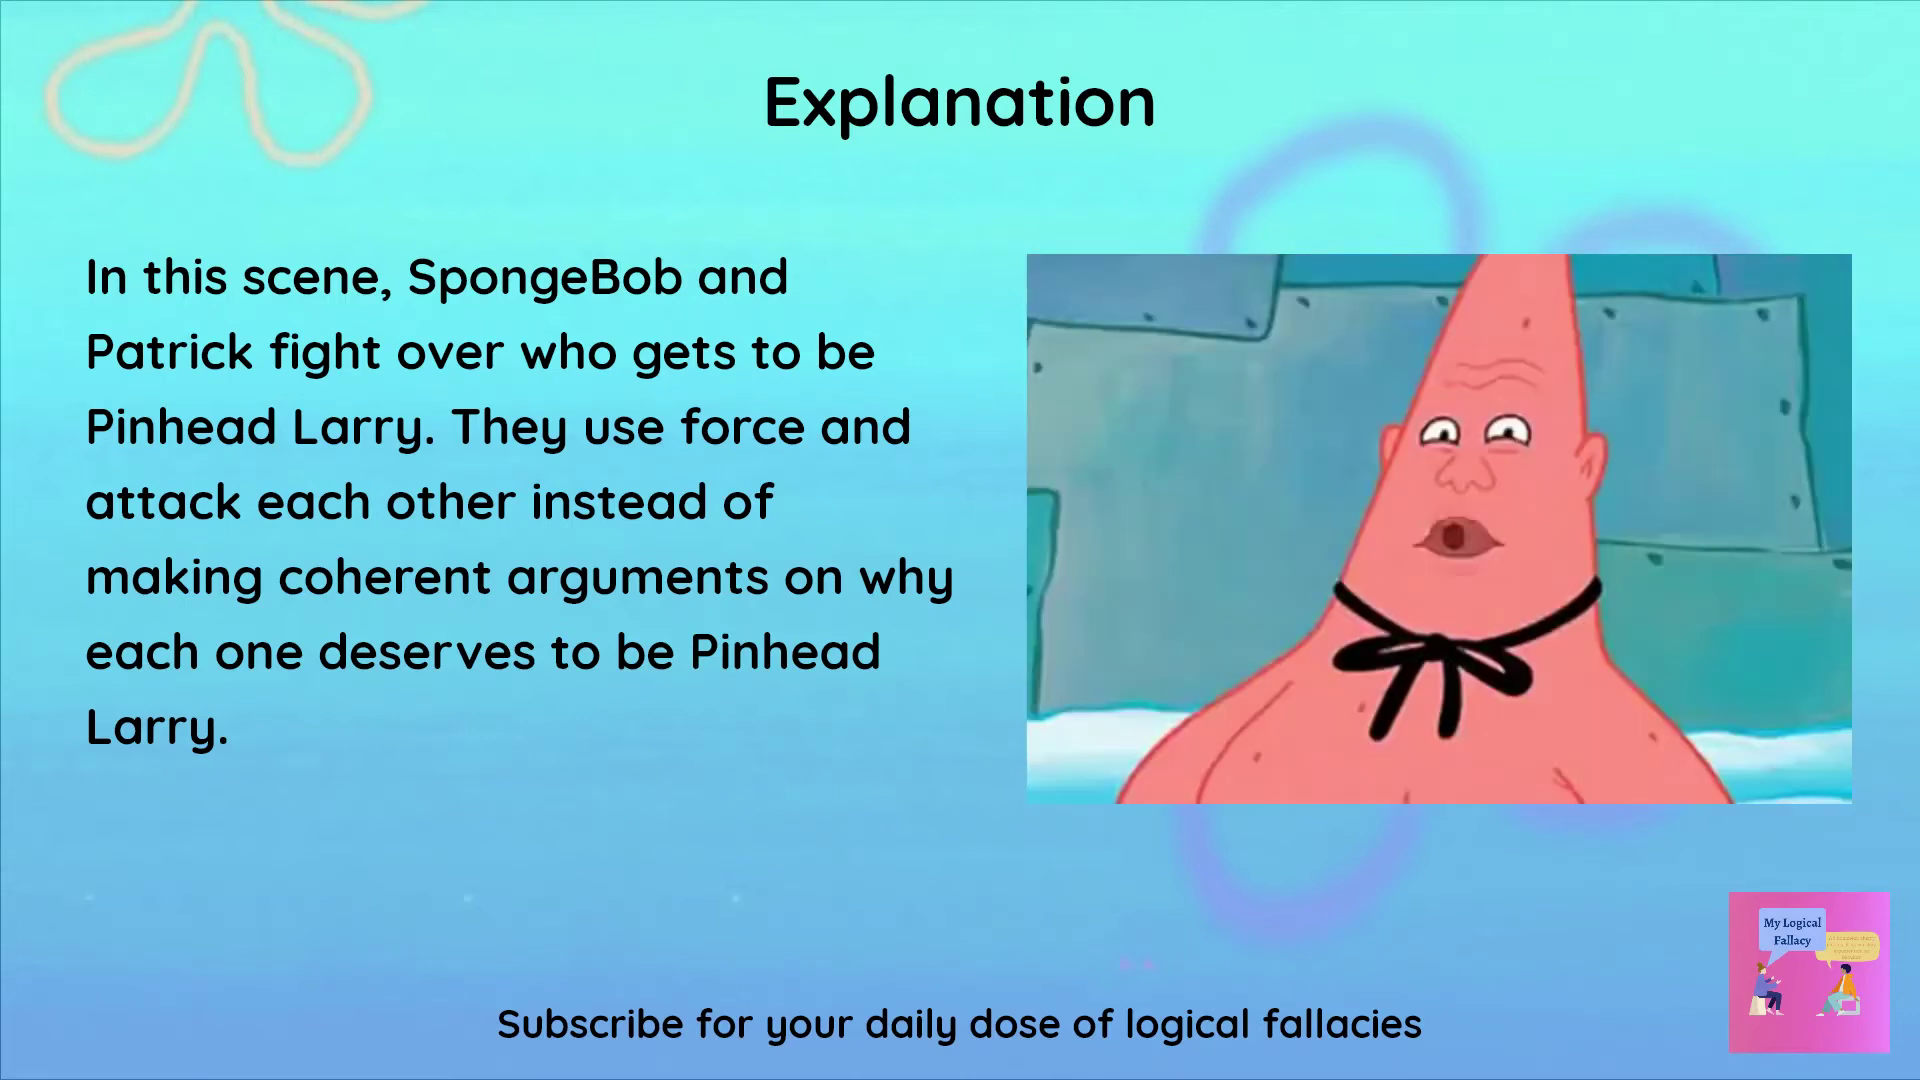 Explanation
In this scene, SpongeBob and
Patrick fight over who gets to be
Pinhead Larry. They use force and
attack each other instead of
making coherent arguments on why
each one deserves to be Pinhead
Larry.
My Logical
Fallacy
Subscribe for your daily dose of logical fallacies